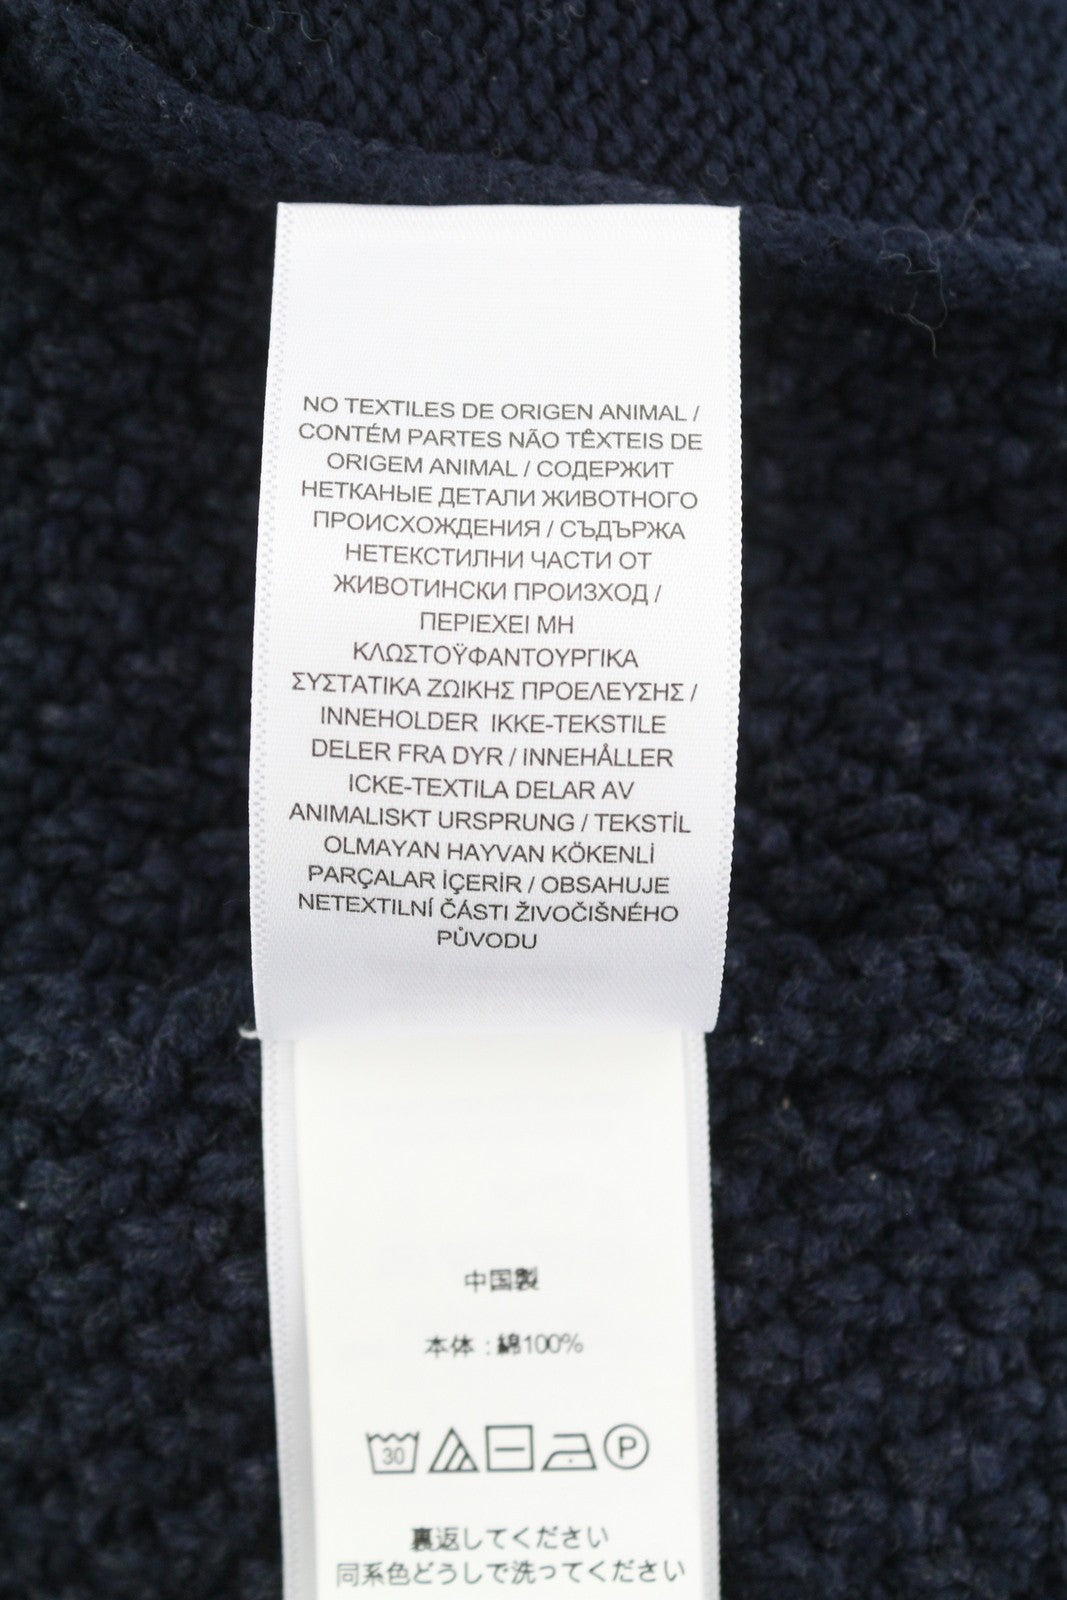 NO TEXTILES DE ORIGEN ANIMAL /
CONTÉM PARTES NÃO TÊXTEIS DE
ORIGEM ANIMAL / СОДЕРЖИТ
НЕТКАНЫЕ ДЕТАЛИ ЖИВОТНОГО
ПРОИСХОЖДЕНИЯ / СЪДЪРЖА
НЕТЕКСТИЛНИ ЧАСТИ ОТ
ЖИВОТИНСКИ ПРОИЗХОД /
ΠΕΡΙΕΧΕΙ ΜΗ
ΚΛΩΣΤΟΫΦΑΝΤΟΥΡΓΙΚΑ
ΣΥΣΤΑΤΙΚΑ ΖΩΙΚΗΣ ΠΡΟΕΛΕΥΣΗΣ /
INNEHOLDER IKKE-TEKSTILE
DELER FRA DYR / INNEHÅLLER
ICKE-TEXTILA DELAR AV
ANIMALISKT URSPRUNG / TEKSTİL
OLMAYAN HAYVAN KÖKENLİ
PARÇALAR İÇERİR / OBSAHUJE
NETEXTILNÍ ČÁSTI ŽIVOČIŠNÉHO
PŮVODU
中国製
本体 : 綿100%
30 P
裏返してください
同系色どうしで洗ってください